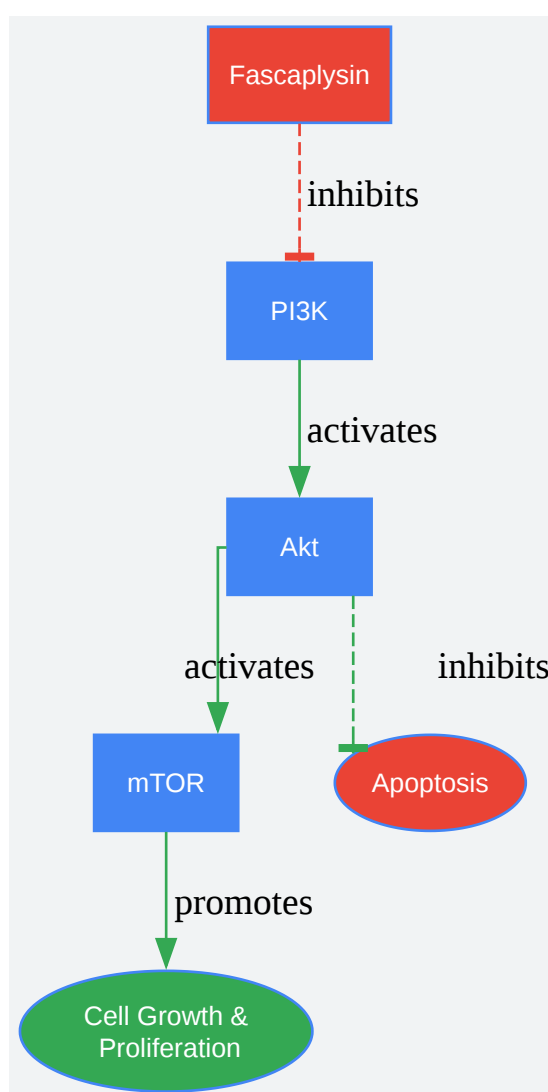 Fascaplysin
inhibits
PI3K
activates
Akt
activates
inhibits
mTOR
Apoptosis
promotes
Cell Growth &
Proliferation